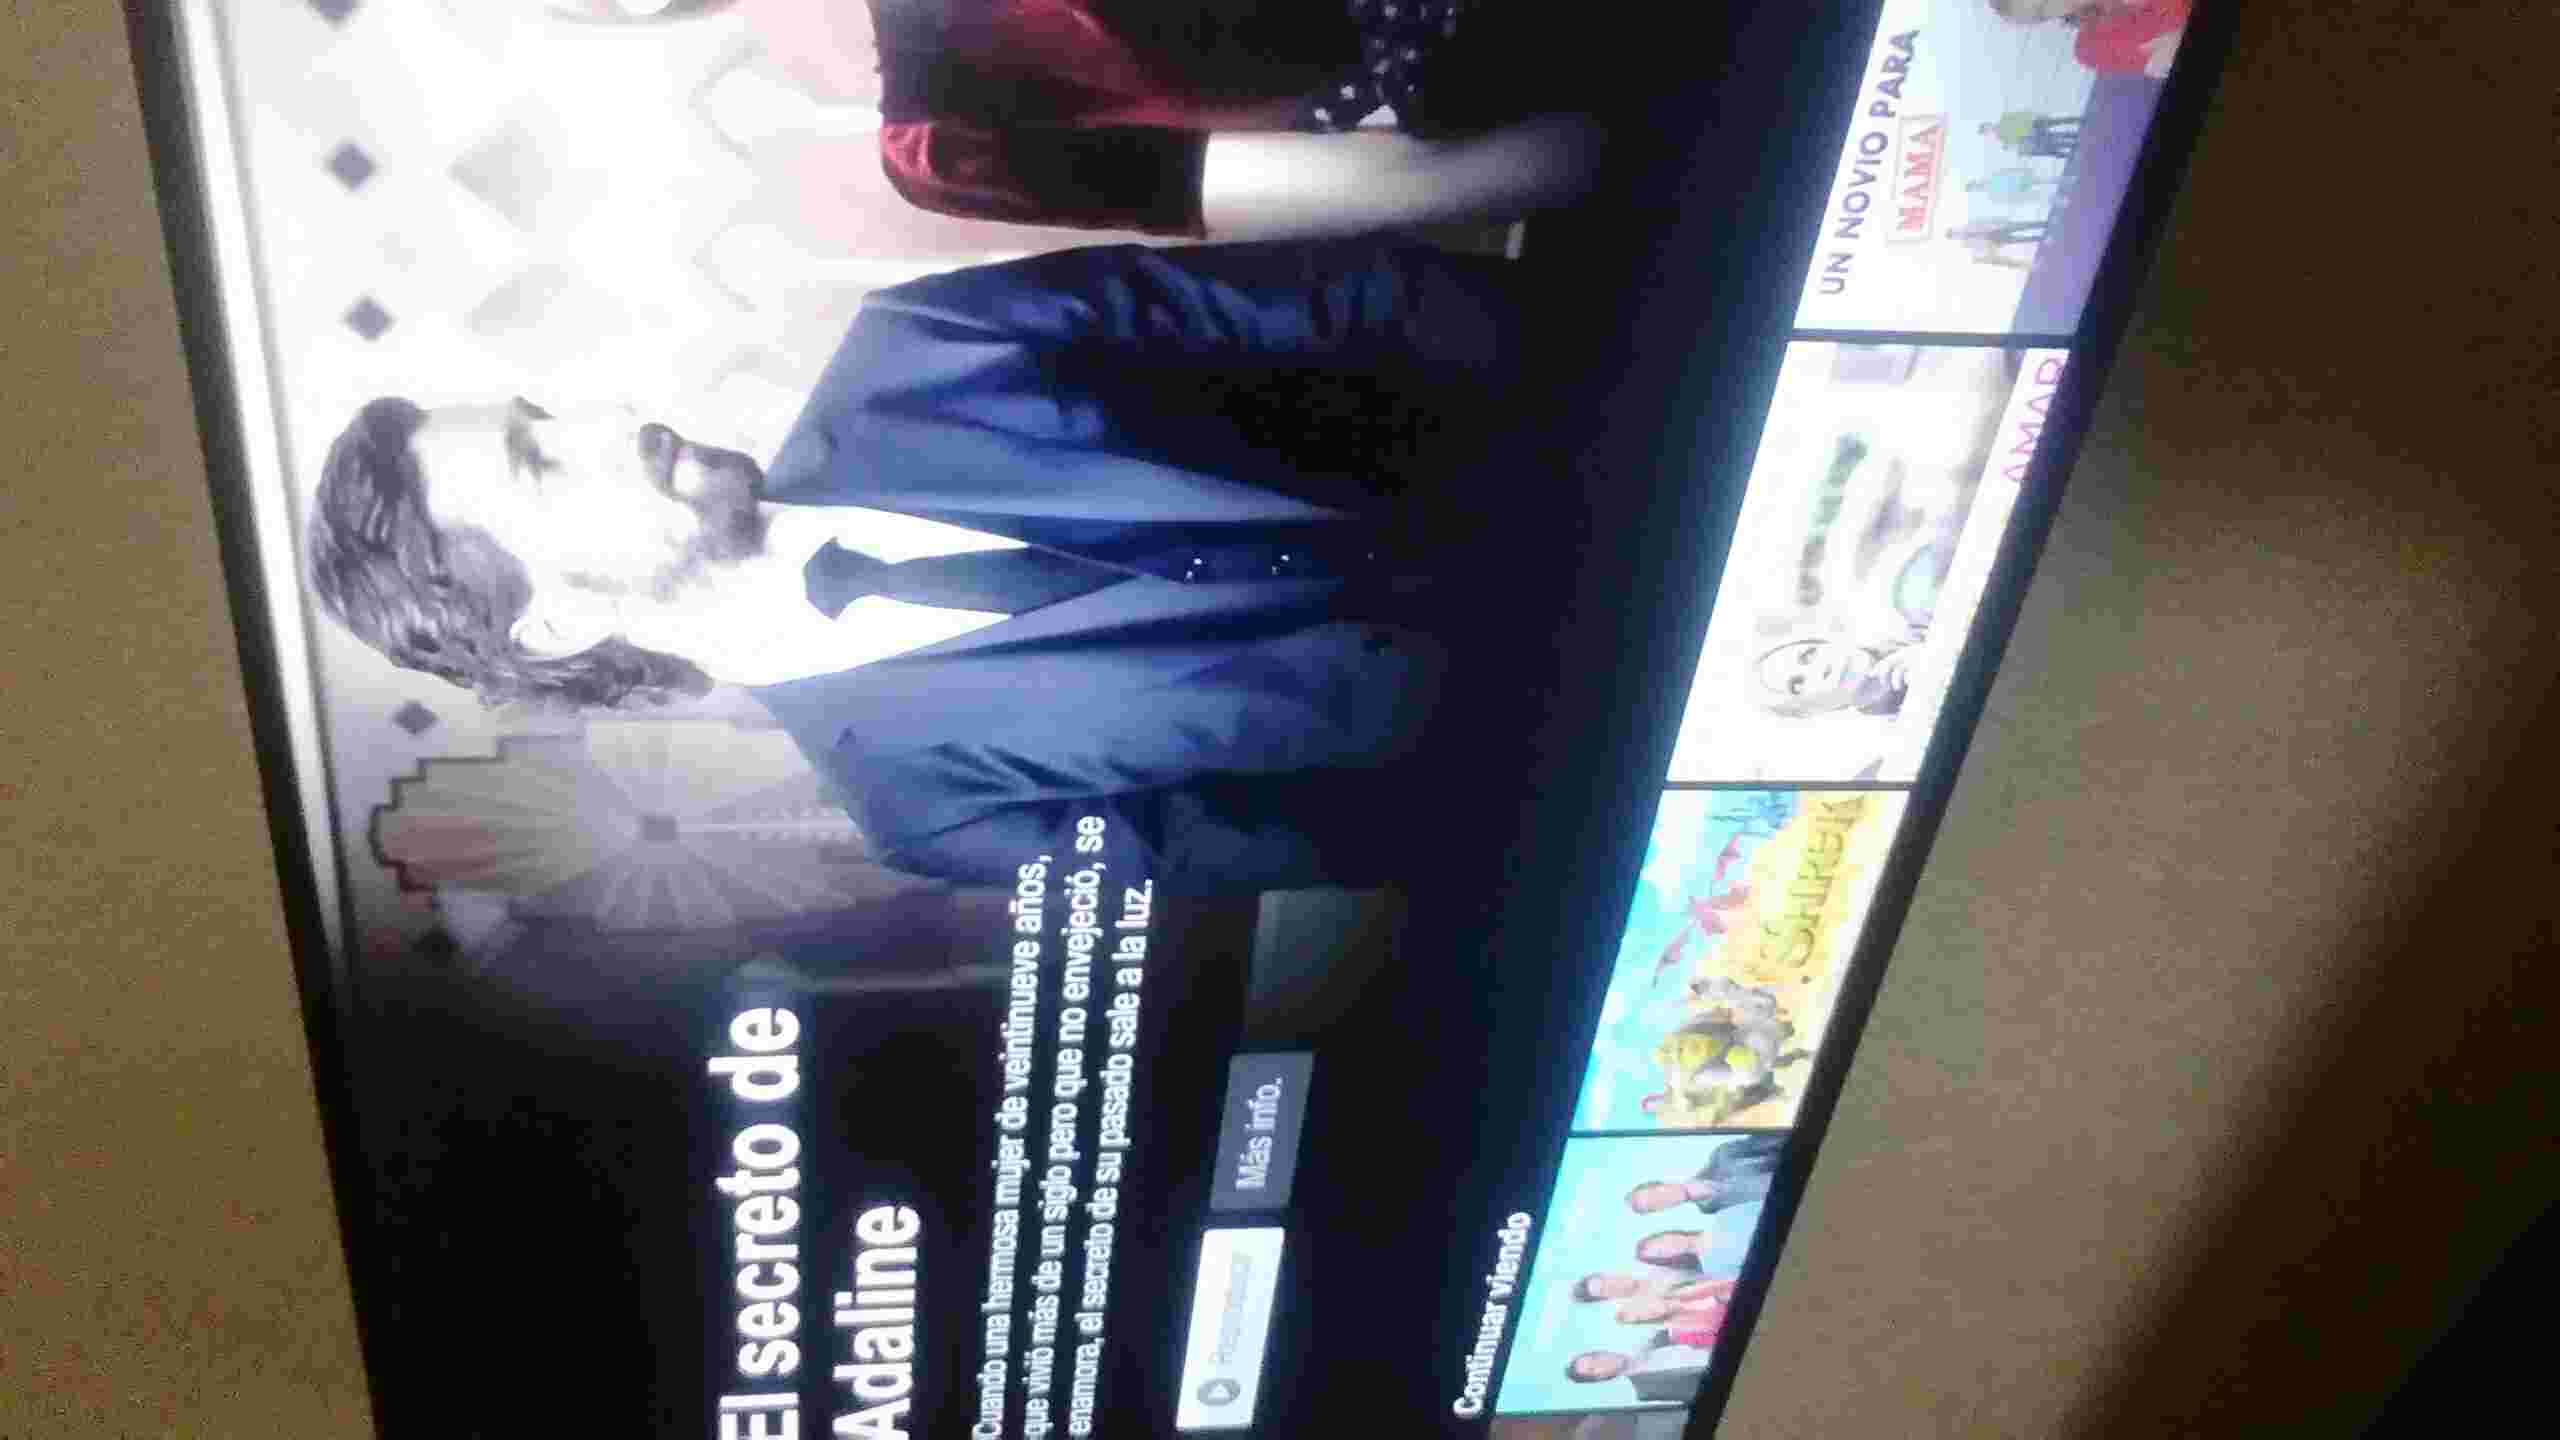 El secreto de
Adaline
Cuando una hermosa mujer de veintinueve años,
que vivió más de un siglo pero que no envejeció, se
enamora, el secreto de su pasado sale a la luz.
Reproducir
Más info.
Continuar viendo
SHREK
AMAR
UN NOVIO PARA
MAMA